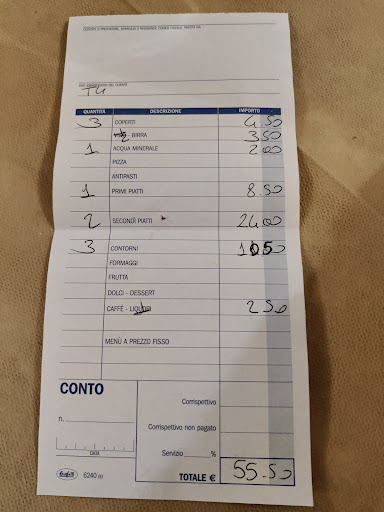 T4
QUANTITÀ DESCRIZIONE IMPORTO
3 COPERTI 4.50
BIRRA 3.50
1 ACQUA MINERALE 2.00
PIZZA
ANTIPASTI
1 PRIMI PIATTI 8.50
2 SECONDI PIATTI 24.00
3 CONTORNI 10.50
FORMAGGI
FRUTTA
DOLCI - DESSERT
CAFFÈ - LIQUORI 2.50
MENÙ A PREZZO FISSO
CONTO
Corrispettivo
n.
Corrispettivo non pagato
DATA
Servizio %
6240 TOTALE € 55.50